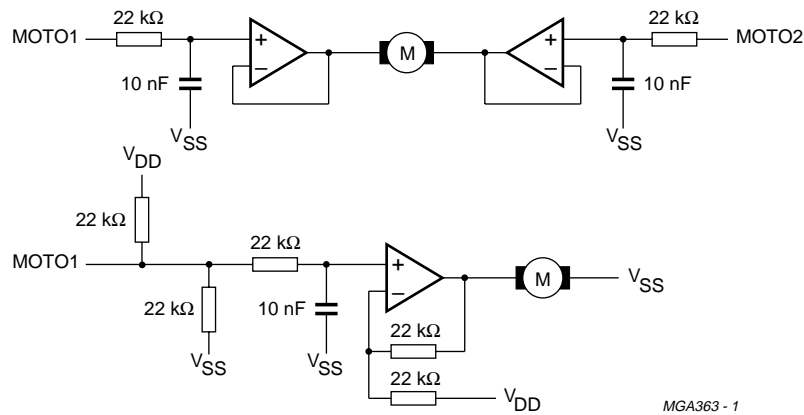 22 kΩ 22 kΩ
MOTO1 + M + MOTO2
− −
10 nF 10 nF
VSS VSS
VDD
22 kΩ
22 kΩ
MOTO1 + M VSS
−
22 kΩ 10 nF
22 kΩ
VSS VSS
22 kΩ
VDD
MGA363 - 1